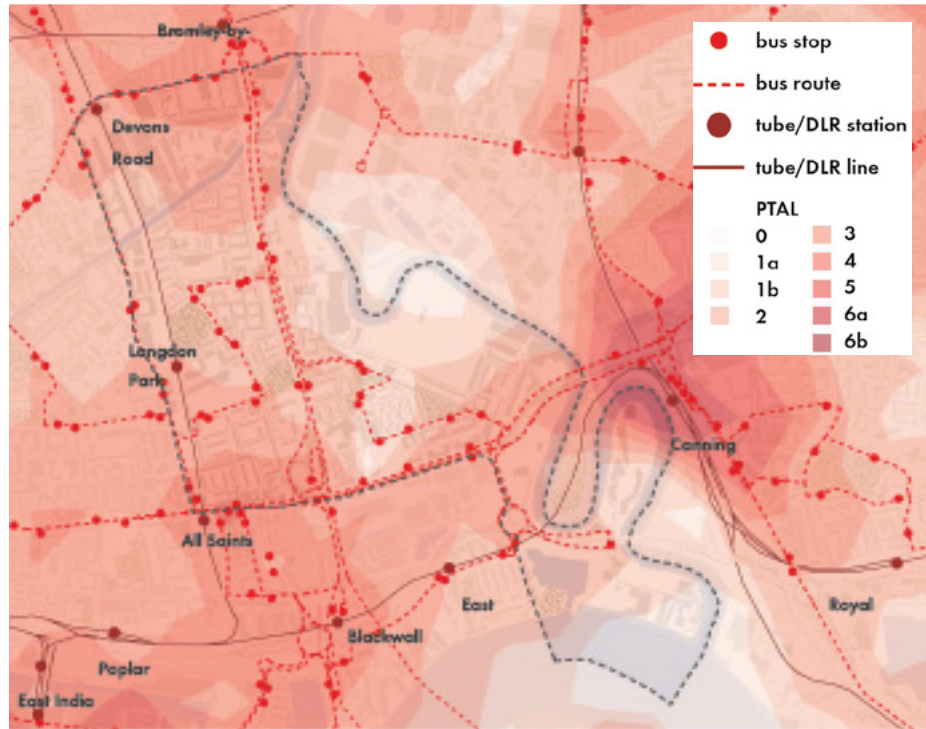 Bromley-by-
Devons
Road
Langdon
Park
All Saints
East
Blackwall
Poplar
East India
Canning
Royal
bus stop
bus route
tube/DLR station
tube/DLR line
PTAL
0
1a
1b
2
3
4
5
6a
6b